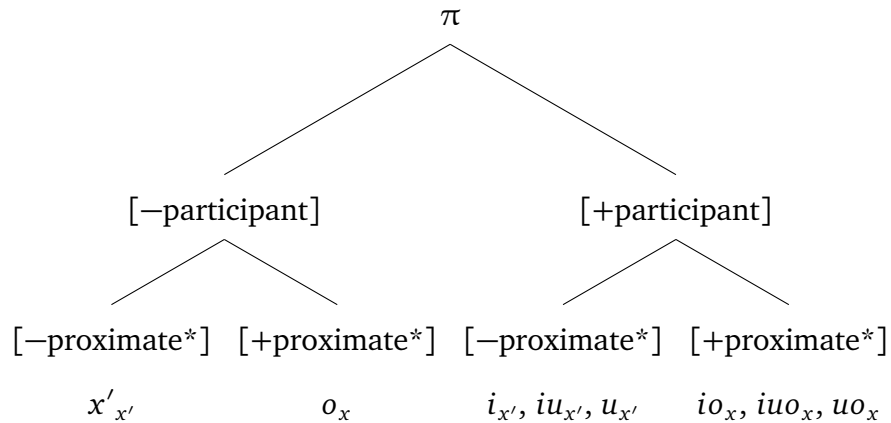 π
[−participant] [+participant]
[−proximate*] [+proximate*] [−proximate*] [+proximate*]
x′ₓ′ oₓ iₓ′, iuₓ′, uₓ′ ioₓ, iuoₓ, uoₓ